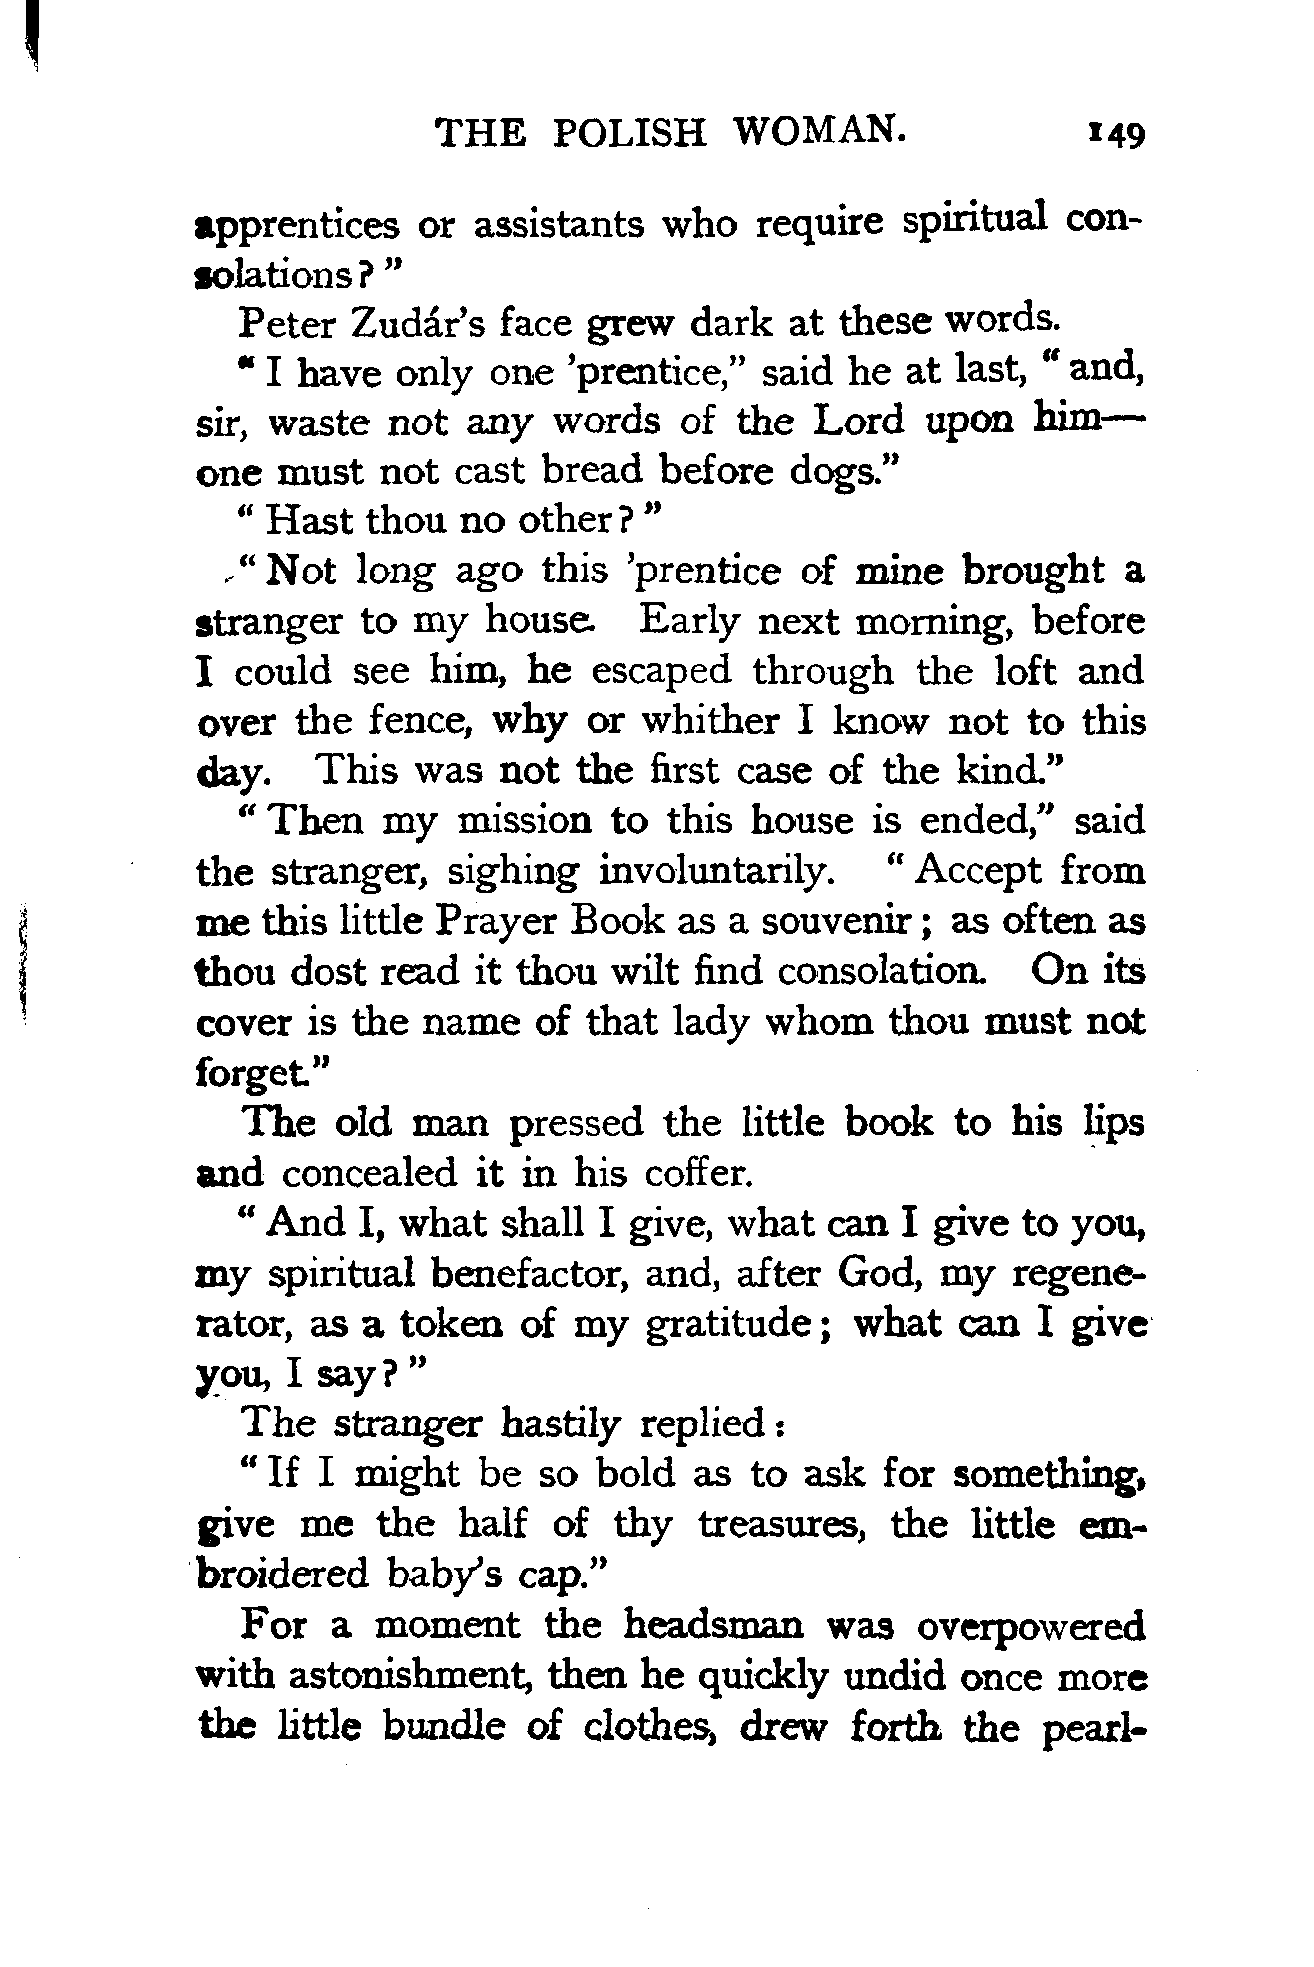 THE POLISH WOMAN. 149
apprentices or assistants who require spiritual con-
solations? "
Peter Zudár's face grew dark at these words.
" I have only one 'prentice," said he at last, " and,
sir, waste not any words of the Lord upon him—
one must not cast bread before dogs."
" Hast thou no other? "
" Not long ago this 'prentice of mine brought a
stranger to my house. Early next morning, before
I could see him, he escaped through the loft and
over the fence, why or whither I know not to this
day. This was not the first case of the kind."
" Then my mission to this house is ended," said
the stranger, sighing involuntarily. " Accept from
me this little Prayer Book as a souvenir; as often as
thou dost read it thou wilt find consolation. On its
cover is the name of that lady whom thou must not
forget."
The old man pressed the little book to his lips
and concealed it in his coffer.
" And I, what shall I give, what can I give to you,
my spiritual benefactor, and, after God, my regene-
rator, as a token of my gratitude; what can I give
you, I say? "
The stranger hastily replied:
" If I might be so bold as to ask for something,
give me the half of thy treasures, the little em-
broidered baby's cap."
For a moment the headsman was overpowered
with astonishment, then he quickly undid once more
the little bundle of clothes, drew forth the pearl-